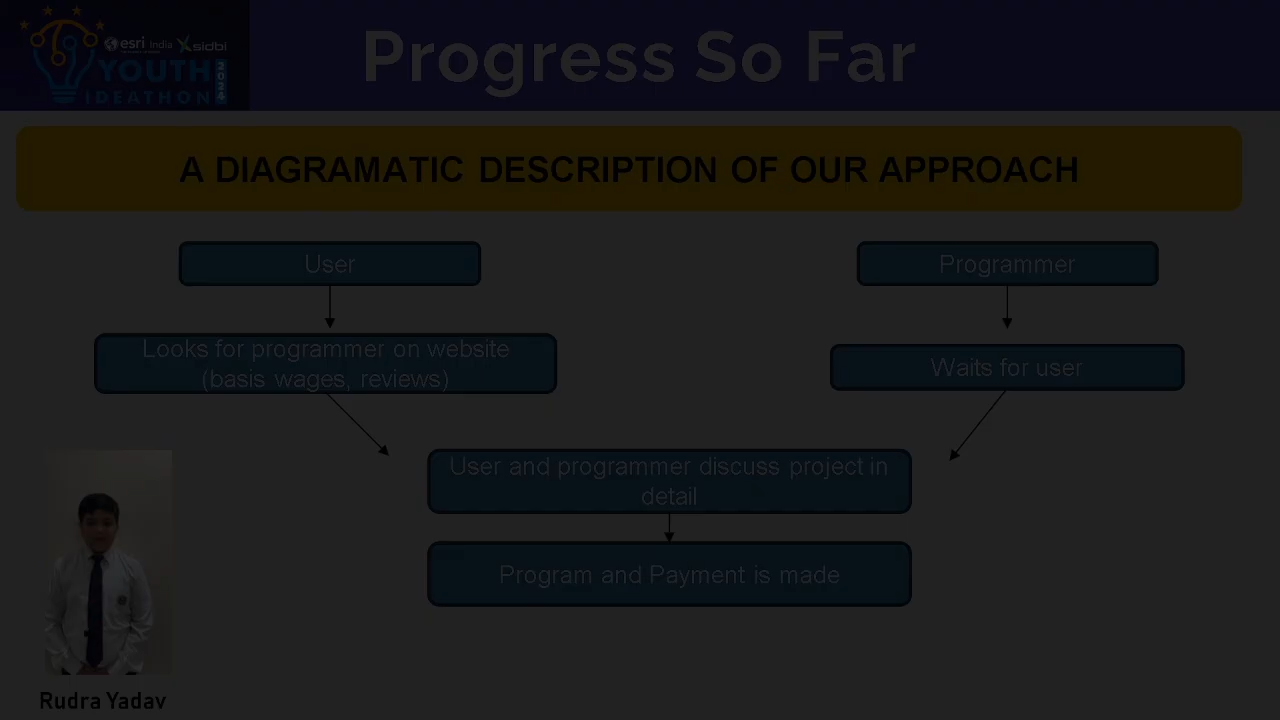 esri India
sidbi
YOUTH
IDEATHON
2024
Progress So Far
A DIAGRAMATIC DESCRIPTION OF OUR APPROACH
User
Programmer
Looks for programmer on website
(basis wages, reviews)
Waits for user
User and programmer discuss project in
detail
Program and Payment is made
Rudra Yadav